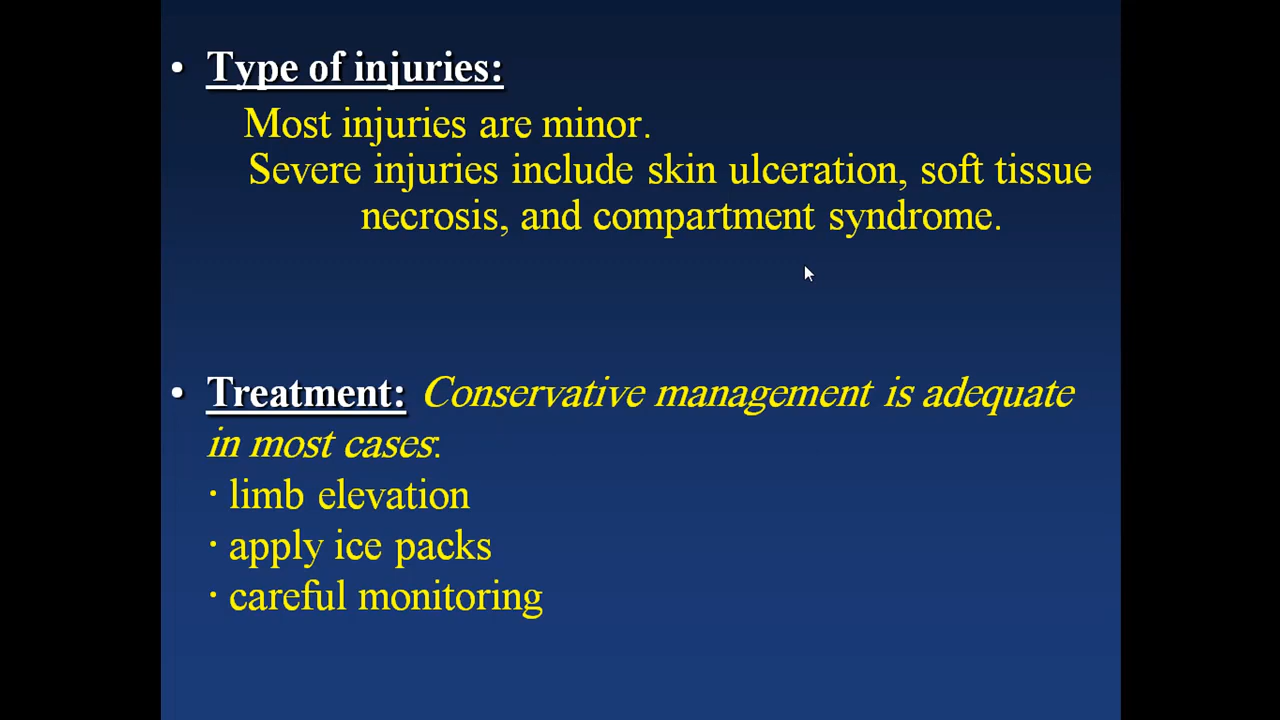 • Type of injuries:
Most injuries are minor.
Severe injuries include skin ulceration, soft tissue
necrosis, and compartment syndrome.
• Treatment: Conservative management is adequate
in most cases:
· limb elevation
· apply ice packs
· careful monitoring